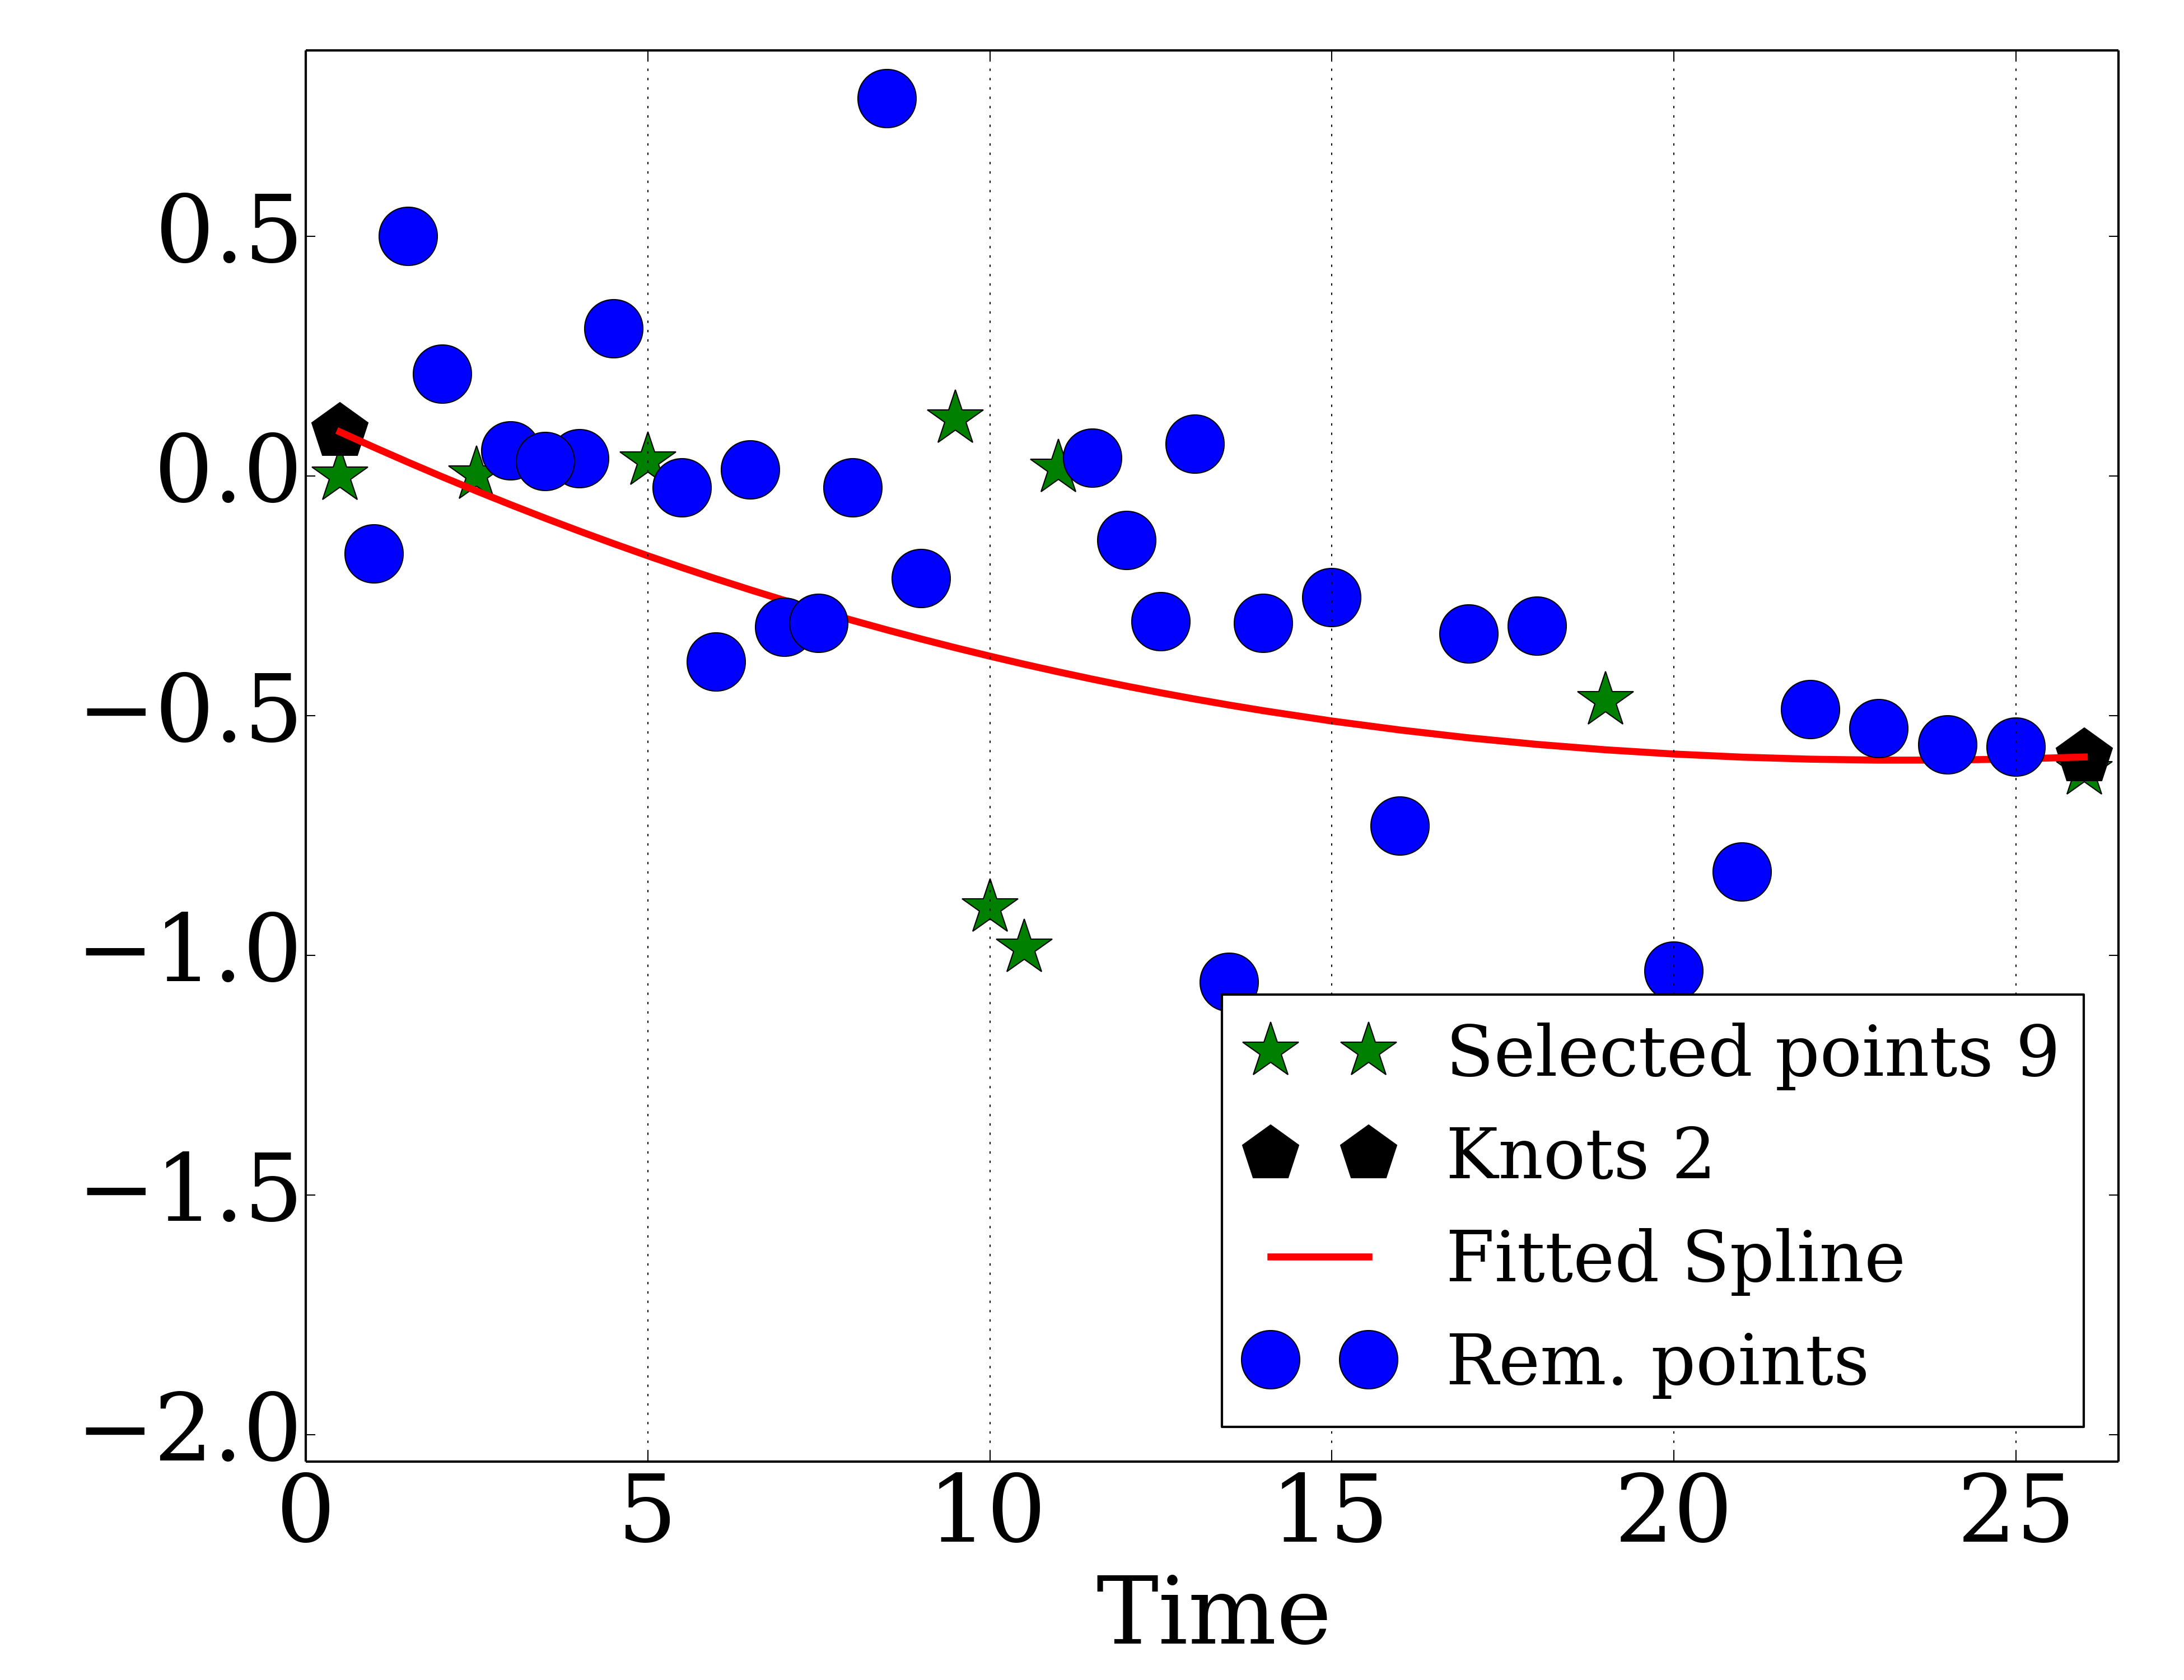 0.5
0.0
−0.5
−1.0
−1.5
−2.0
Selected points 9
Knots 2
Fitted Spline
Rem. points
0 5 10 15 20 25
Time